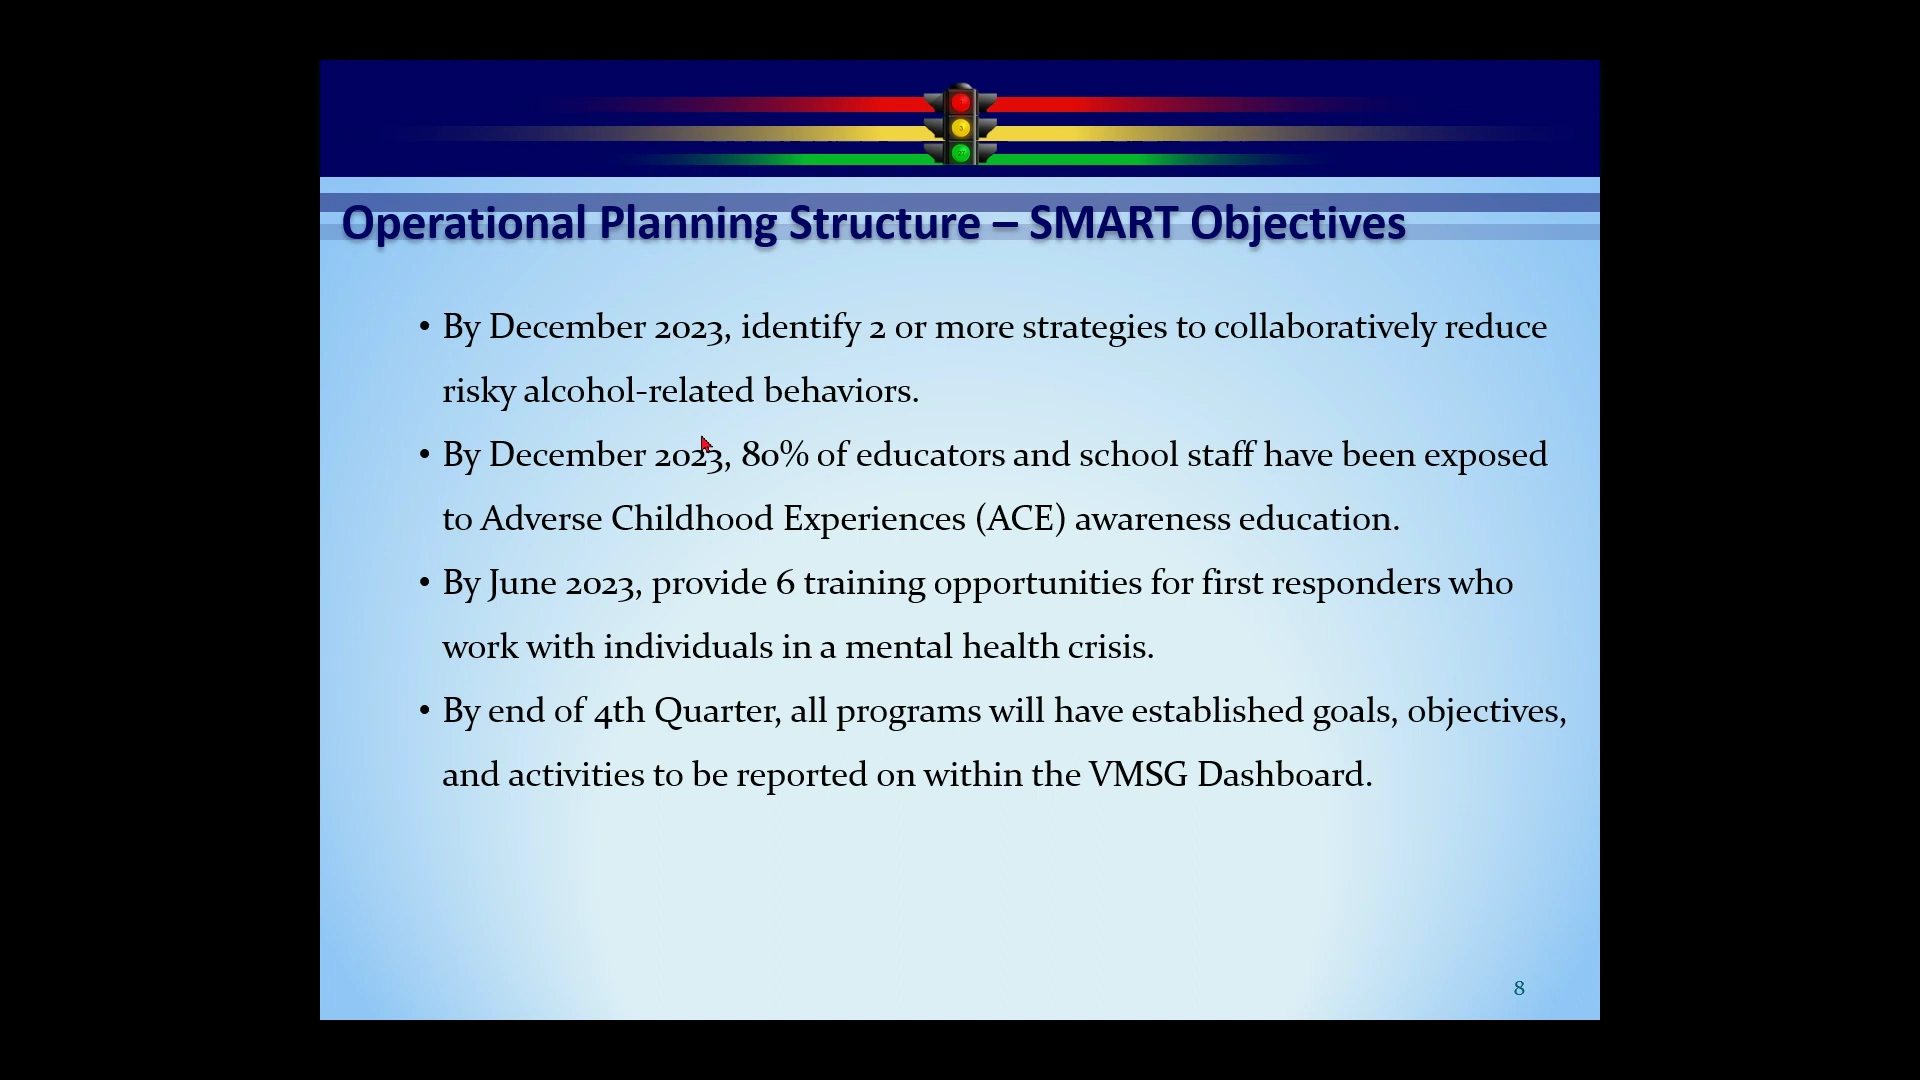 Operational Planning Structure – SMART Objectives
• By December 2023, identify 2 or more strategies to collaboratively reduce
risky alcohol-related behaviors.
• By December 2023, 80% of educators and school staff have been exposed
to Adverse Childhood Experiences (ACE) awareness education.
• By June 2023, provide 6 training opportunities for first responders who
work with individuals in a mental health crisis.
• By end of 4th Quarter, all programs will have established goals, objectives,
and activities to be reported on within the VMSG Dashboard.
8